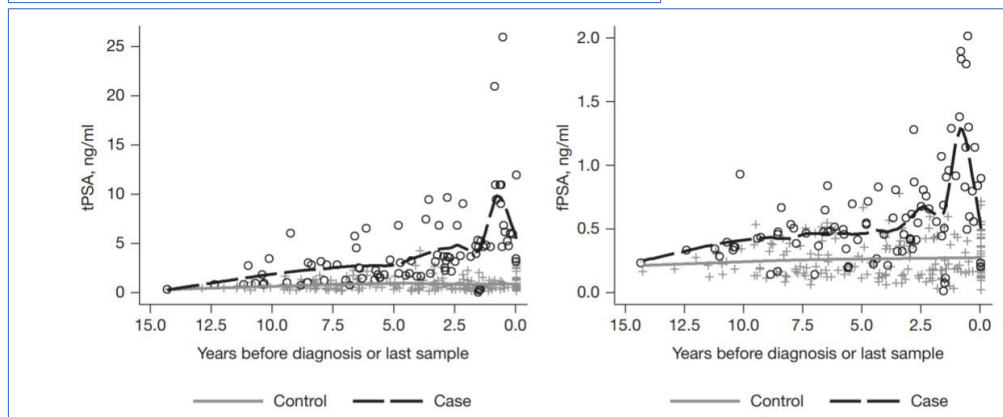 tPSA, ng/ml
25
20
15
10
5
0
15.0 12.5 10.0 7.5 5.0 2.5 0.0
Years before diagnosis or last sample
Control Case
fPSA, ng/ml
2.0
1.5
1.0
0.5
0.0
15.0 12.5 10.0 7.5 5.0 2.5 0.0
Years before diagnosis or last sample
Control Case